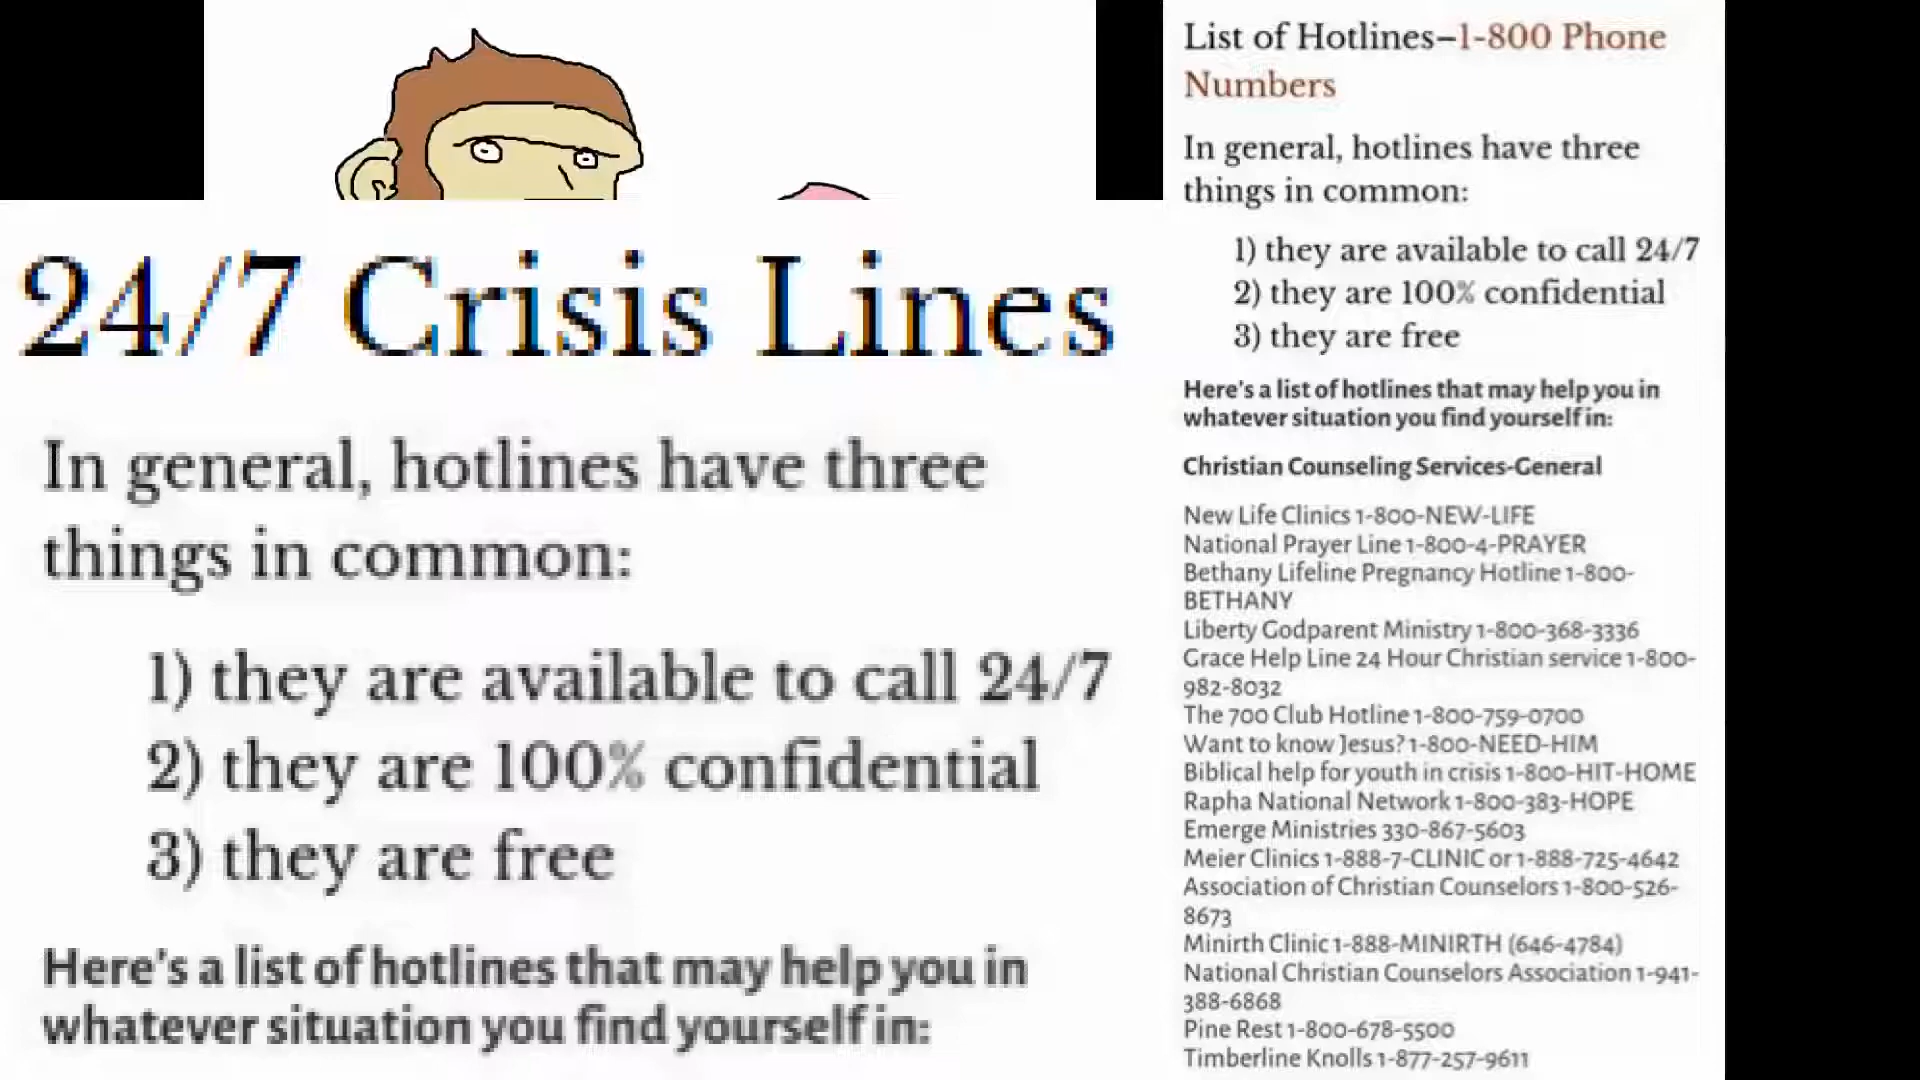 24/7 Crisis Lines
In general, hotlines have three
things in common:
1) they are available to call 24/7
2) they are 100% confidential
3) they are free
Here's a list of hotlines that may help you in
whatever situation you find yourself in:
List of Hotlines–1-800 Phone
Numbers
In general, hotlines have three
things in common:
1) they are available to call 24/7
2) they are 100% confidential
3) they are free
Here's a list of hotlines that may help you in
whatever situation you find yourself in:
Christian Counseling Services-General
New Life Clinics 1-800-NEW-LIFE
National Prayer Line 1-800-4-PRAYER
Bethany Lifeline Pregnancy Hotline 1-800-
BETHANY
Liberty Godparent Ministry 1-800-368-3336
Grace Help Line 24 Hour Christian service 1-800-
982-8032
The 700 Club Hotline 1-800-759-0700
Want to know Jesus? 1-800-NEED-HIM
Biblical help for youth in crisis 1-800-HIT-HOME
Rapha National Network 1-800-383-HOPE
Emerge Ministries 330-867-5603
Meier Clinics 1-888-7-CLINIC or 1-888-725-4642
Association of Christian Counselors 1-800-526-
8673
Minirth Clinic 1-888-MINIRTH (646-4784)
National Christian Counselors Association 1-941-
388-6868
Pine Rest 1-800-678-5500
Timberline Knolls 1-877-257-9611